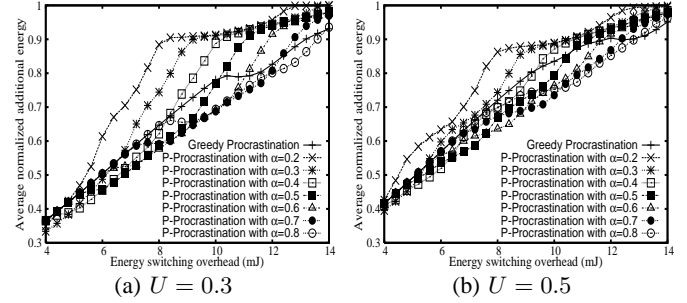 Average normalized additional energy
1
0.9
0.8
0.7
0.6
0.5
0.4
0.3
4
6
8
10
12
14
Energy switching overhead (mJ)
Greedy Procrastination
P-Procrastination with α=0.2
P-Procrastination with α=0.3
P-Procrastination with α=0.4
P-Procrastination with α=0.5
P-Procrastination with α=0.6
P-Procrastination with α=0.7
P-Procrastination with α=0.8
(a) U = 0.3
Average normalized additional energy
1
0.9
0.8
0.7
0.6
0.5
0.4
0.3
4
6
8
10
12
14
Energy switching overhead (mJ)
Greedy Procrastination
P-Procrastination with α=0.2
P-Procrastination with α=0.3
P-Procrastination with α=0.4
P-Procrastination with α=0.5
P-Procrastination with α=0.6
P-Procrastination with α=0.7
P-Procrastination with α=0.8
(b) U = 0.5